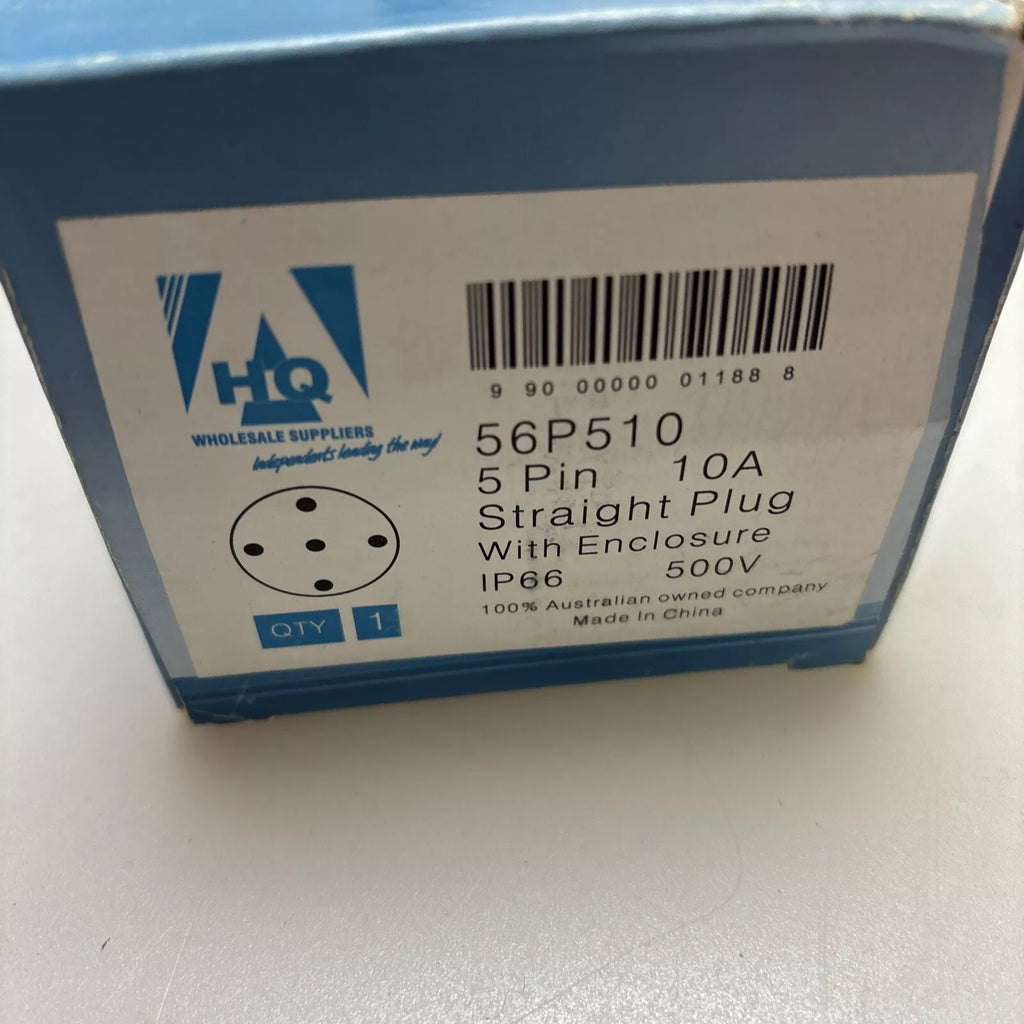 HQ
WHOLESALE SUPPLIERS
Independents leading the way!
9 90 00000 01188 8
56P510
5 Pin 10A
Straight Plug
With Enclosure
IP66 500V
100% Australian owned company
Made In China
QTY 1